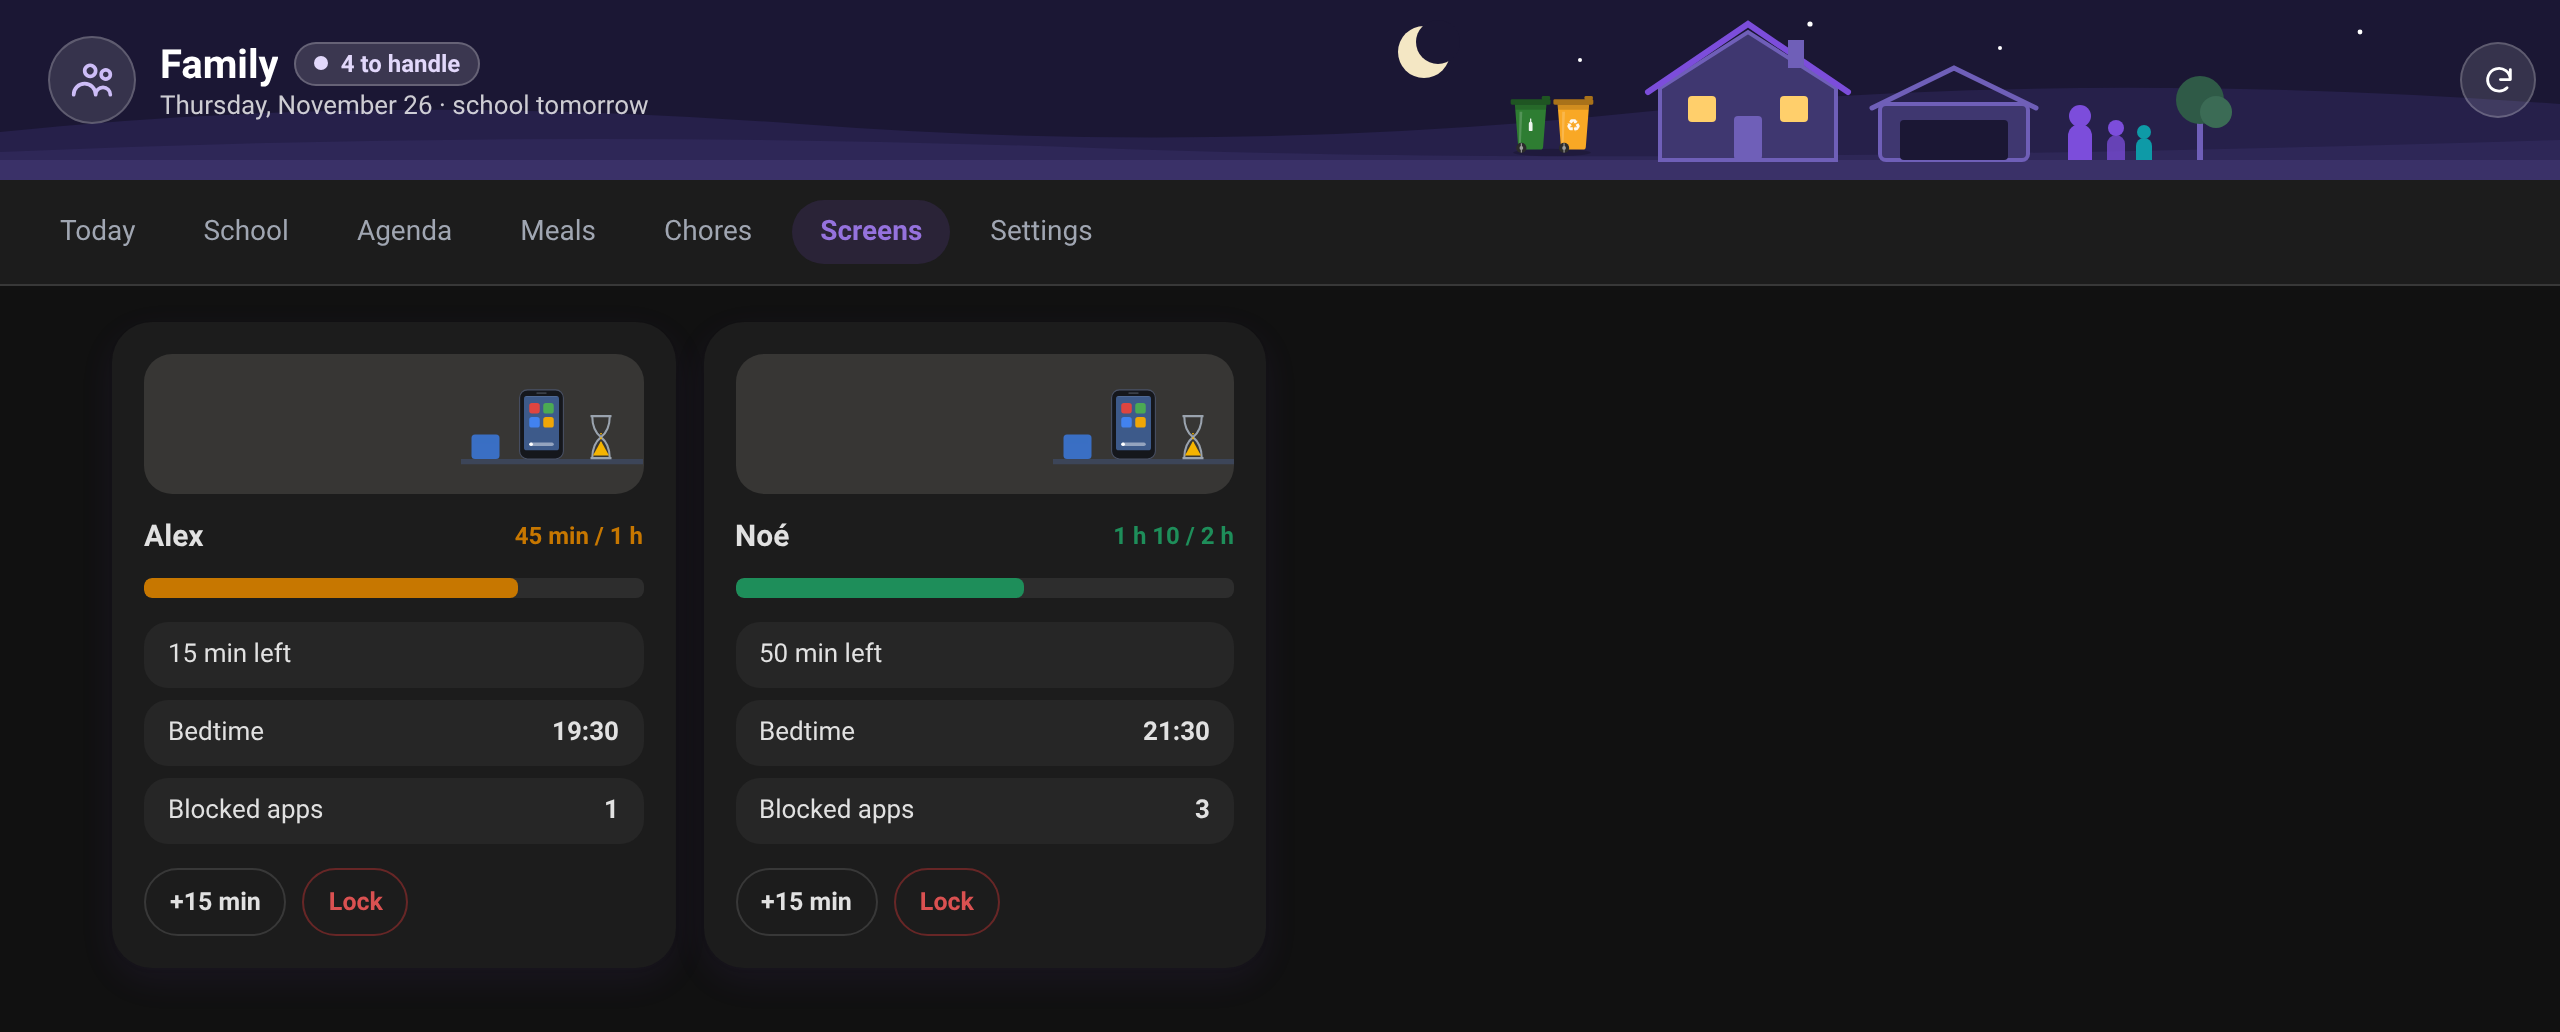 Family
4 to handle
Thursday, November 26 · school tomorrow
Today
School
Agenda
Meals
Chores
Screens
Settings
Alex
45 min / 1 h
15 min left
Bedtime
19:30
Blocked apps
1
+15 min
Lock
Noé
1 h 10 / 2 h
50 min left
Bedtime
21:30
Blocked apps
3
+15 min
Lock